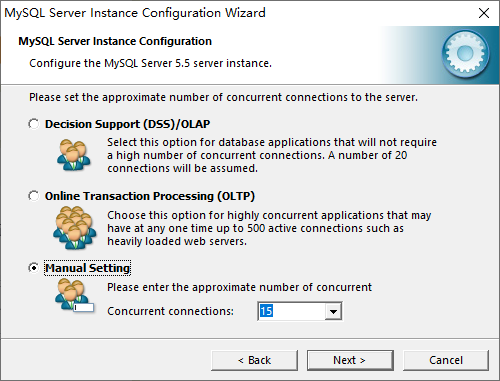 MySQL Server Instance Configuration Wizard
MySQL Server Instance Configuration
Configure the MySQL Server 5.5 server instance.
Please set the approximate number of concurrent connections to the server.
Decision Support (DSS)/OLAP
Select this option for database applications that will not require
a high number of concurrent connections. A number of 20
connections will be assumed.
Online Transaction Processing (OLTP)
Choose this option for highly concurrent applications that may
have at any one time up to 500 active connections such as
heavily loaded web servers.
Manual Setting
Please enter the approximate number of concurrent
Concurrent connections: 15
< Back Next > Cancel